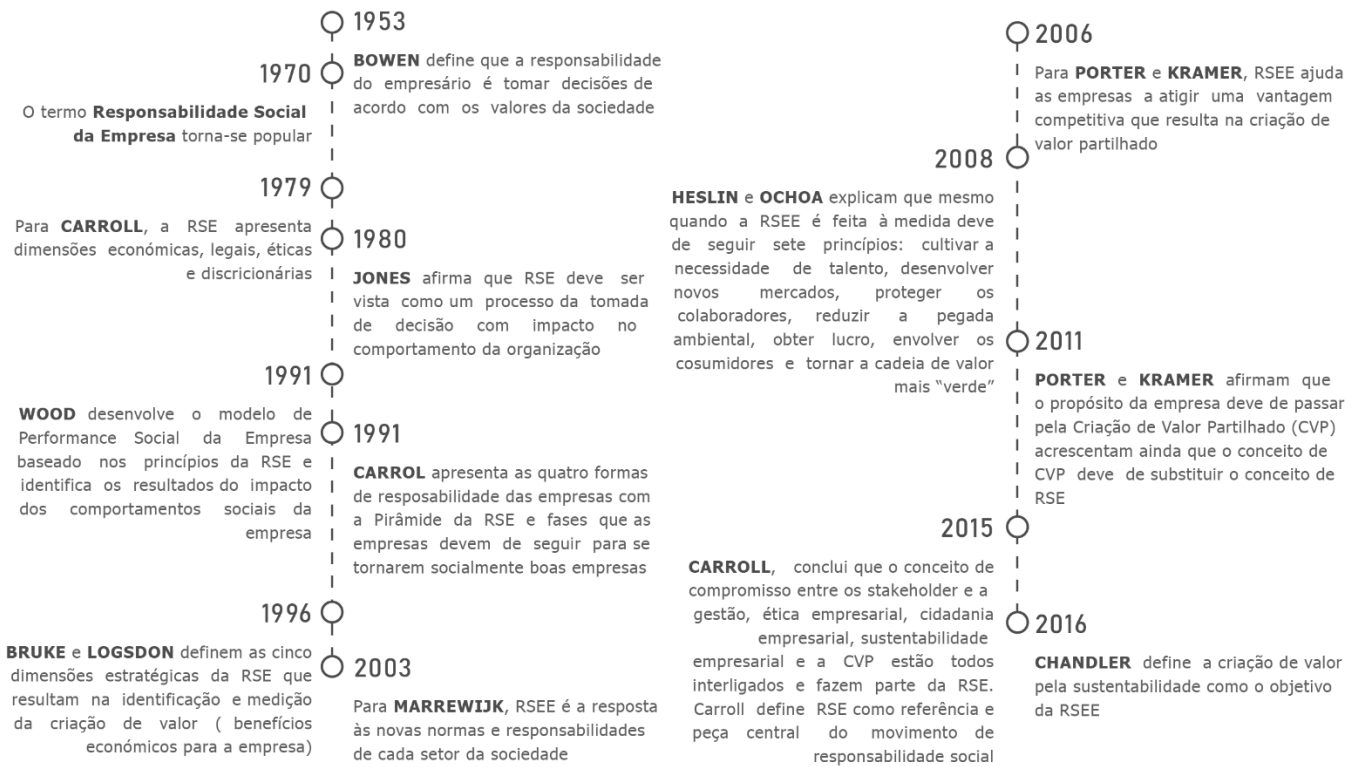 1953
BOWEN define que a responsabilidade
do empresário é tomar decisões de
acordo com os valores da sociedade
1970
O termo Responsabilidade Social
da Empresa torna-se popular
1979
Para CARROLL, a RSE apresenta
dimensões económicas, legais, éticas
e discricionárias
1980
JONES afirma que RSE deve ser
vista como um processo da tomada
de decisão com impacto no
comportamento da organização
1991
WOOD desenvolve o modelo de
Performance Social da Empresa
baseado nos princípios da RSE e
identifica os resultados do impacto
dos comportamentos sociais da
empresa
1991
CARROL apresenta as quatro formas
de resposabilidade das empresas com
a Pirâmide da RSE e fases que as
empresas devem de seguir para se
tornarem socialmente boas empresas
1996
BRUKE e LOGSDON definem as cinco
dimensões estratégicas da RSE que
resultam na identificação e medição
da criação de valor ( benefícios
económicos para a empresa)
2003
Para MARREWIJK, RSEE é a resposta
às novas normas e responsabilidades
de cada setor da sociedade
2006
Para PORTER e KRAMER, RSEE ajuda
as empresas a atigir uma vantagem
competitiva que resulta na criação de
valor partilhado
2008
HESLIN e OCHOA explicam que mesmo
quando a RSEE é feita à medida deve
de seguir sete princípios: cultivar a
necessidade de talento, desenvolver
novos mercados, proteger os
colaboradores, reduzir a pegada
ambiental, obter lucro, envolver os
cosumidores e tornar a cadeia de valor
mais “verde”
2011
PORTER e KRAMER afirmam que
o propósito da empresa deve de passar
pela Criação de Valor Partilhado (CVP)
acrescentam ainda que o conceito de
CVP deve de substituir o conceito de
RSE
2015
CARROLL, conclui que o conceito de
compromisso entre os stakeholder e a
gestão, ética empresarial, cidadania
empresarial, sustentabilidade
empresarial e a CVP estão todos
interligados e fazem parte da RSE.
Carroll define RSE como referência e
peça central do movimento de
responsabilidade social
2016
CHANDLER define a criação de valor
pela sustentabilidade como o objetivo
da RSEE